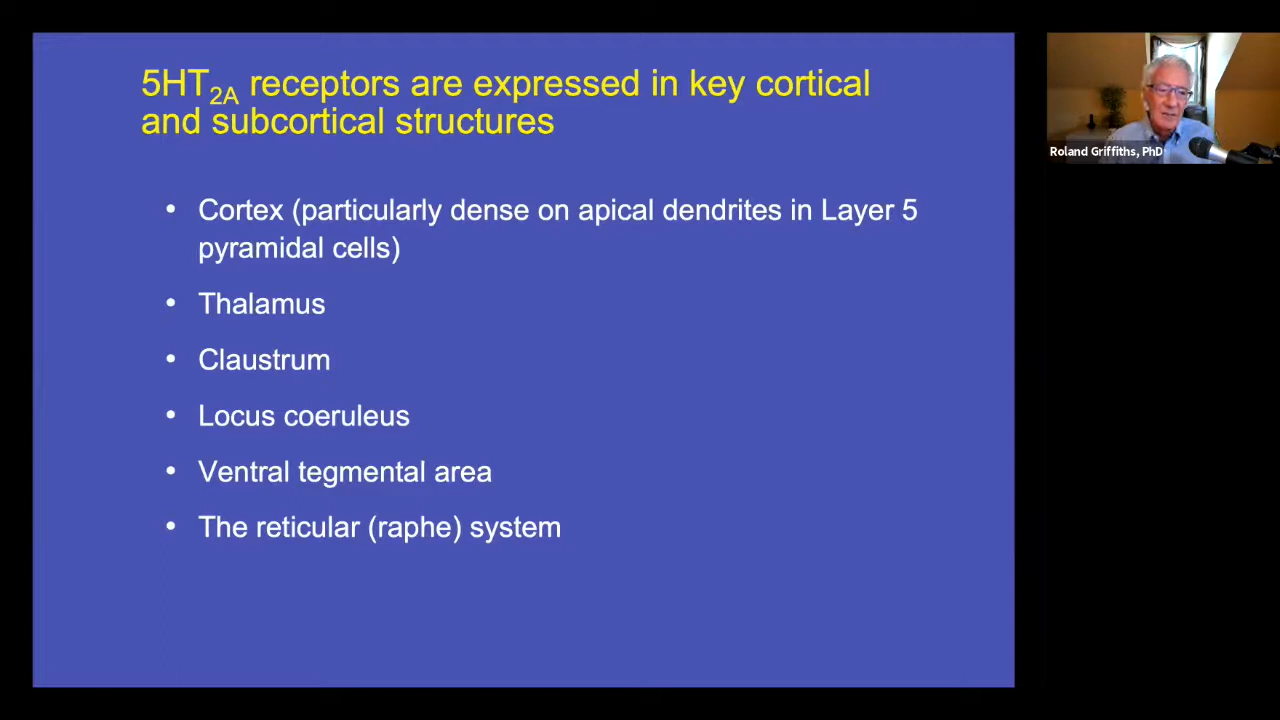 5HT2A receptors are expressed in key cortical
and subcortical structures
• Cortex (particularly dense on apical dendrites in Layer 5
pyramidal cells)
• Thalamus
• Claustrum
• Locus coeruleus
• Ventral tegmental area
• The reticular (raphe) system
Roland Griffiths, PhD